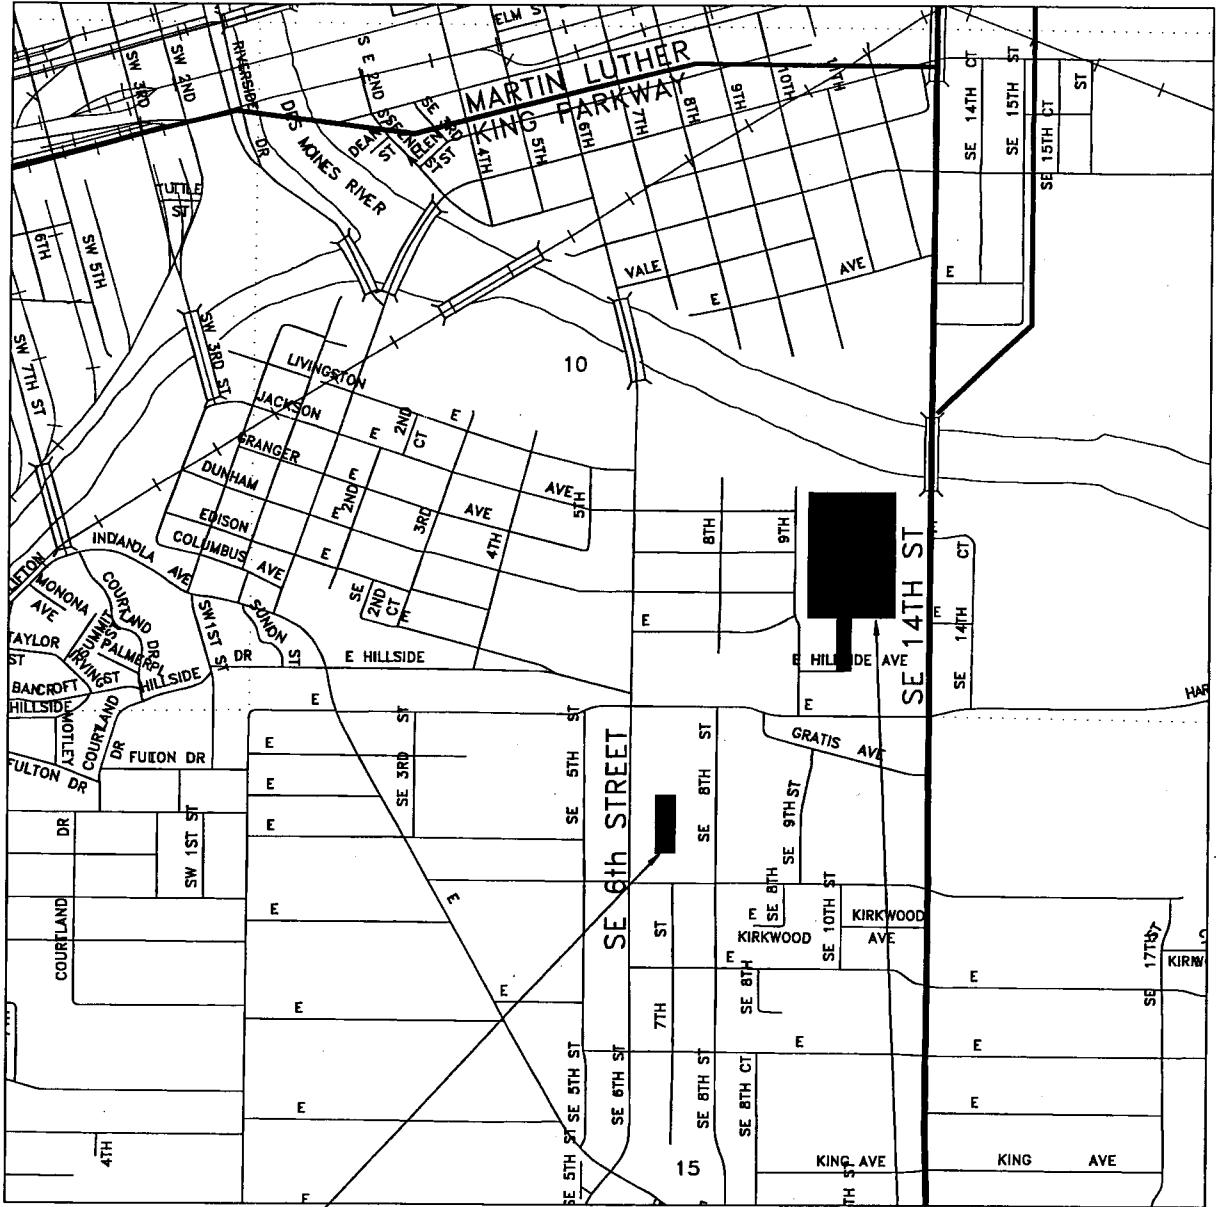 ELM S
SW 2ND
SW 3RD
RIVERSIDE
DR
S E 2ND
SE 3RD
MARTIN LUTHER
KING PARKWAY
DES MOINES RIVER
DEAN
ST
ALLEN
ST
ST
4TH
5TH
6TH
7TH
8TH
9TH
10TH
11TH
SE 14TH CT
SE 15TH ST
SE 15TH CT
ST
TUTTLE
ST
6TH
SW 5TH
SW 7TH ST
SW 3RD ST
VALE
AVE
E
E
10
LIVINGSTON
JACKSON
GRANGER
DUNHAM
EDISON
COLUMBUS AVE
E
E
E
E
E
2ND
CT
2ND
3RD
AVE
AVE
4TH
5TH
SE
2ND
CT
E
8TH
9TH
SE 14TH ST
E
SE 14TH CT
E
INDIANOLA
AVE
MONONA
AVE
COURTLAND DR
SUMMIT
ST
PALMER PL
TAYLOR
ST
IRVING ST
BANCROFT
HILLSIDE
HILLSIDE
DR
SW 1ST ST
UNION
ST
E HILLSIDE
E
E HILLSIDE AVE
E
HAR
MOTLEY
COURTLAND
DR
FULTON DR
FULTON DR
E
E
E
E
SE 3RD ST
SE 5TH ST
SE 6th STREET
SE 8TH ST
GRATIS AVE
SE 9TH ST
DR
SW 1ST ST
COURTLAND
E
E
E
E
ST
7TH
E
SE 8TH
KIRKWOOD
SE 10TH ST
KIRKWOOD
AVE
E
SE 8TH
E
E
E
E
SE 17TH ST
SE 5TH ST
SE 6TH ST
SE 8TH ST
SE 8TH CT
4TH
E
SE 5TH ST
15
KING AVE
KING AVE
TH ST
E